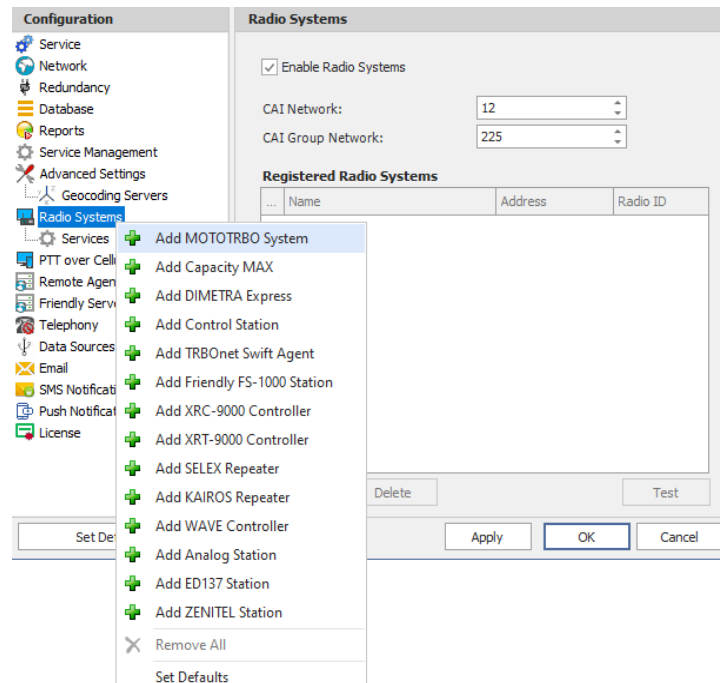 Configuration
Service
Network
Redundancy
Database
Reports
Service Management
Advanced Settings
Geocoding Servers
Radio Systems
Services
PTT over Cell
Remote Agen
Friendly Serv
Telephony
Data Sources
Email
SMS Notificati
Push Notificat
License
Set De
Radio Systems
Enable Radio Systems
CAI Network: 12
CAI Group Network: 225
Registered Radio Systems
... Name Address Radio ID
Delete Test
Apply OK Cancel
Add MOTOTRBO System
Add Capacity MAX
Add DIMETRA Express
Add Control Station
Add TRBOnet Swift Agent
Add Friendly FS-1000 Station
Add XRC-9000 Controller
Add XRT-9000 Controller
Add SELEX Repeater
Add KAIROS Repeater
Add WAVE Controller
Add Analog Station
Add ED137 Station
Add ZENITEL Station
Remove All
Set Defaults